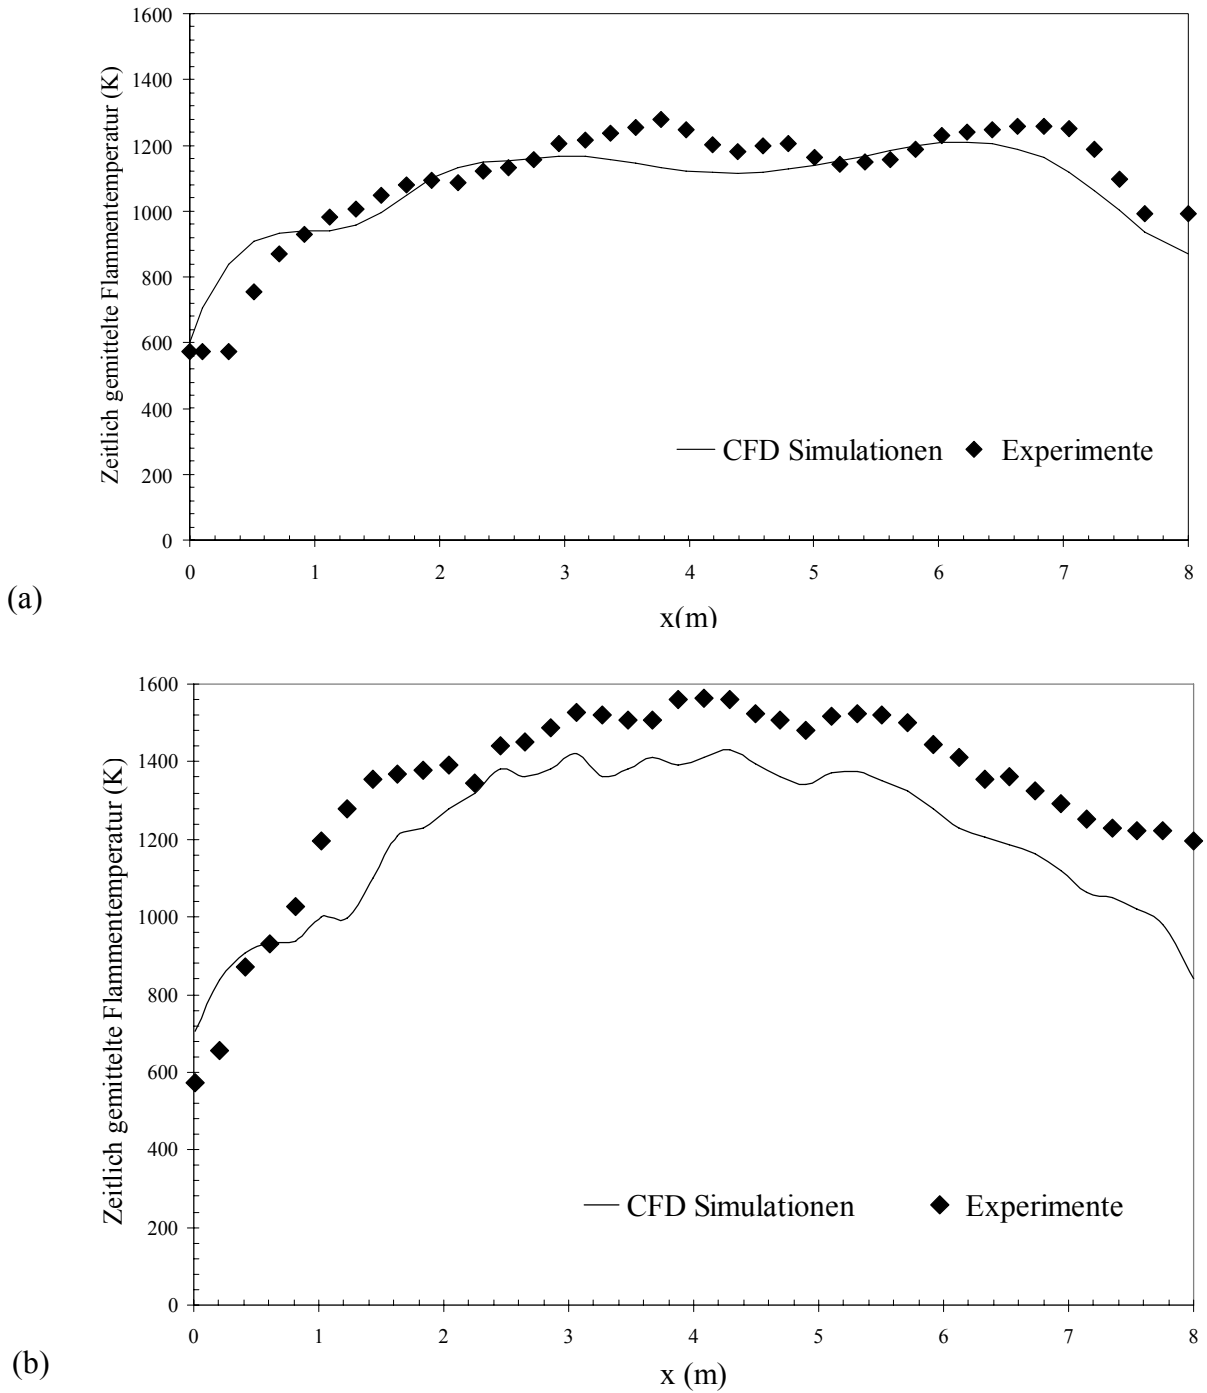 1600
1400
1200
1000
800
600
400
200
0
Zeitlich gemittelte Flammentemperatur (K)
CFD Simulationen
Experimente
0 1 2 3 4 5 6 7 8
x(m)
(a)
1600
1400
1200
1000
800
600
400
200
0
Zeitlich gemittelte Flammentemperatur (K)
CFD Simulationen
Experimente
0 1 2 3 4 5 6 7 8
x (m)
(b)